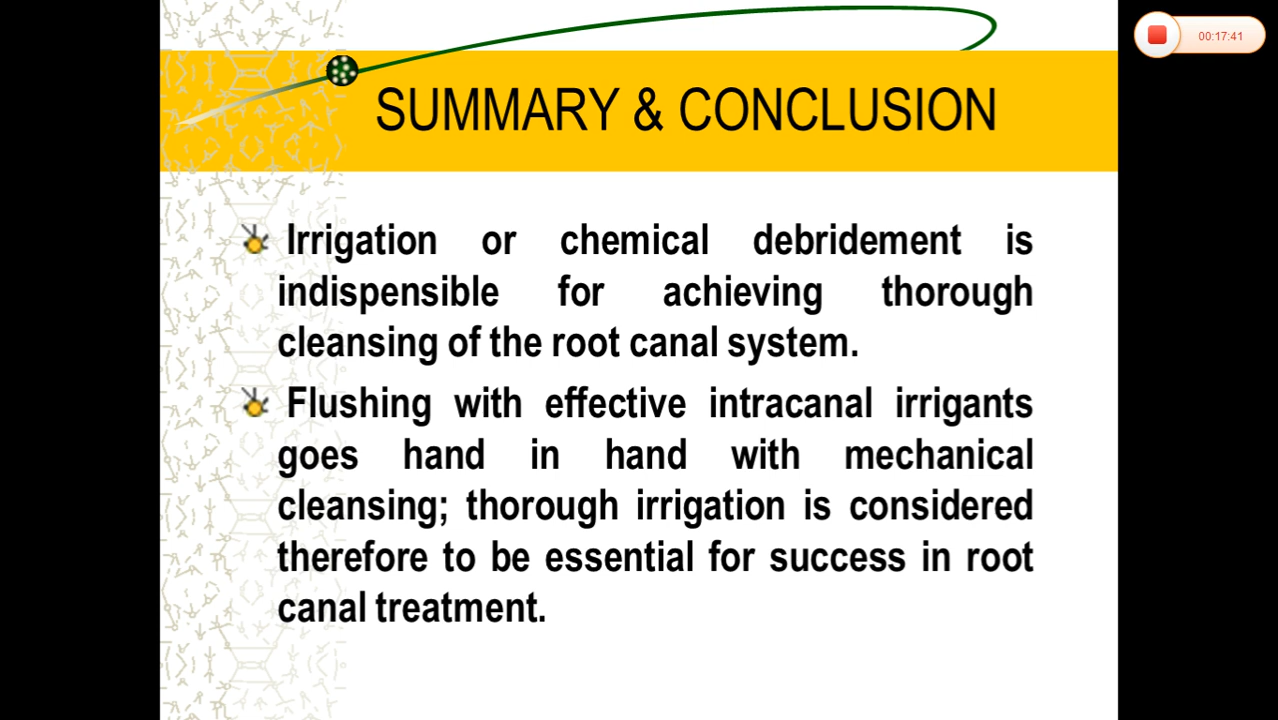 00:17:41
SUMMARY & CONCLUSION
Irrigation or chemical debridement is
indispensible for achieving thorough
cleansing of the root canal system.
Flushing with effective intracanal irrigants
goes hand in hand with mechanical
cleansing; thorough irrigation is considered
therefore to be essential for success in root
canal treatment.